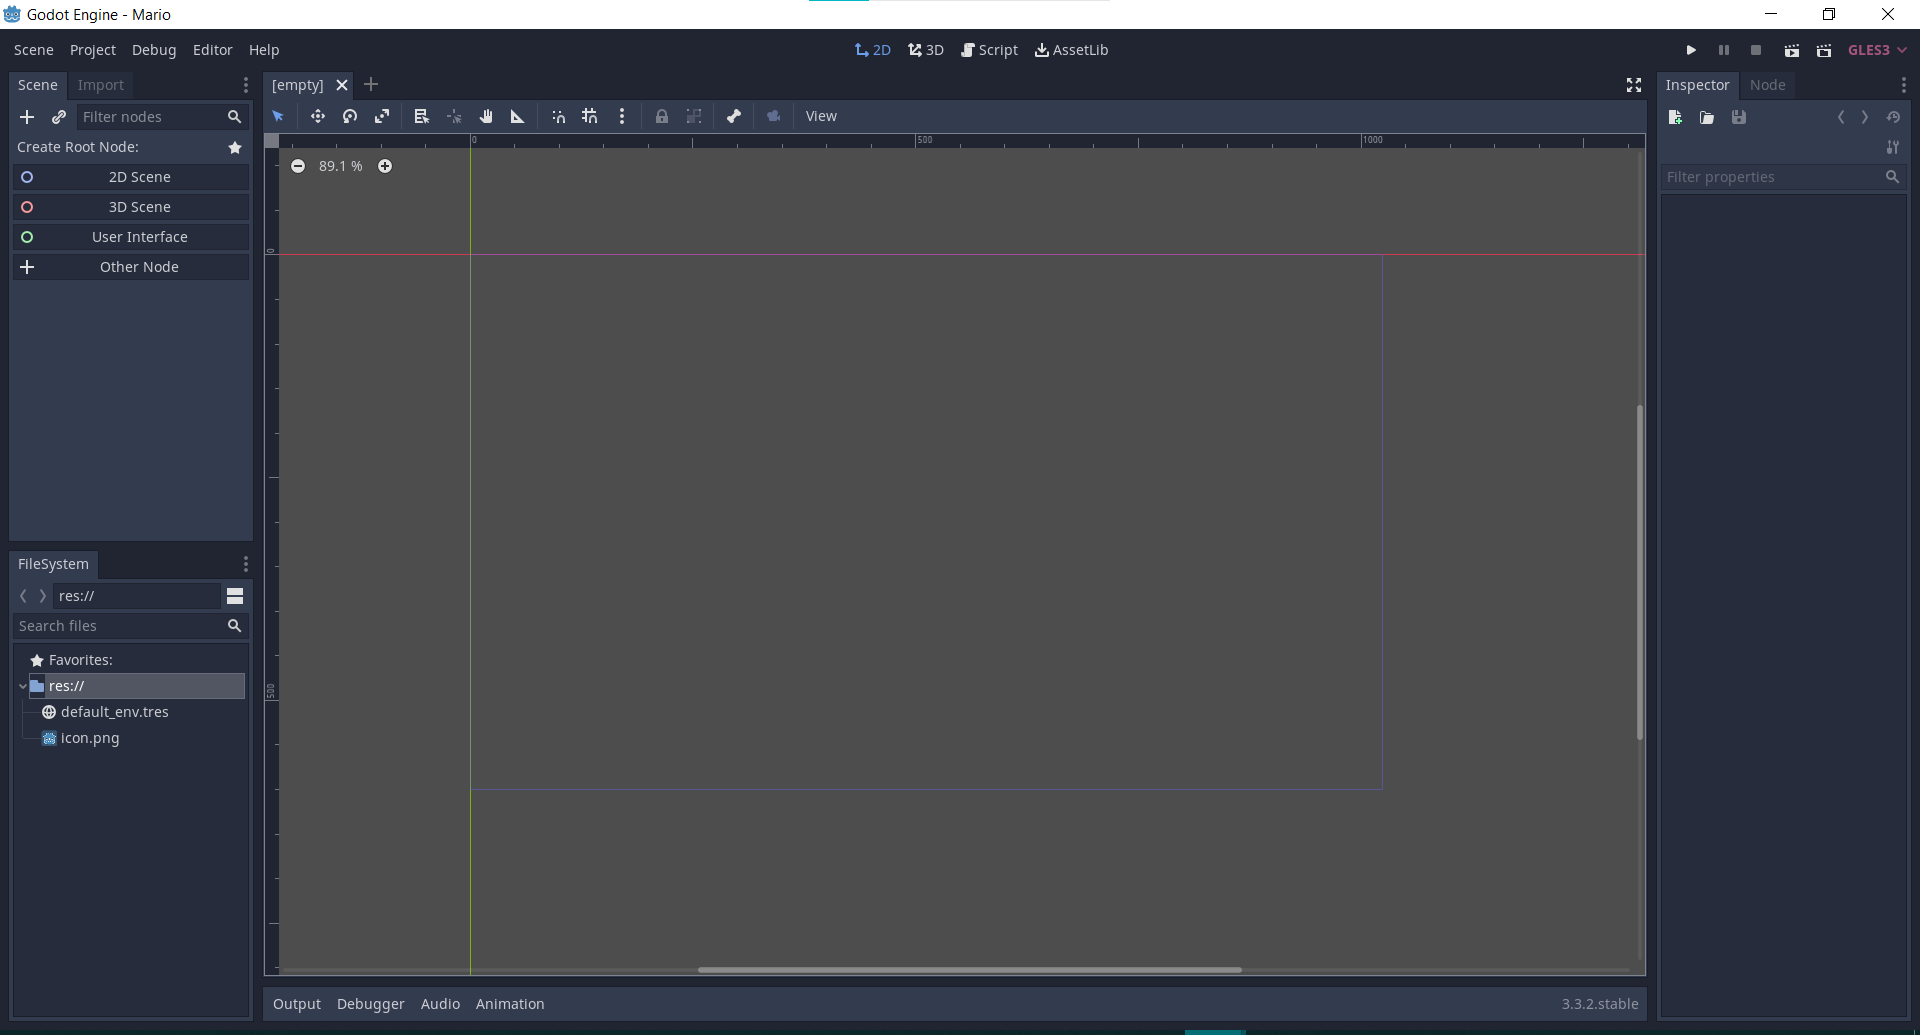 Godot Engine - Mario
Scene Project Debug Editor Help
2D 3D Script AssetLib
GLES3
Scene Import
[empty]
Inspector Node
Filter nodes
View
Create Root Node:
2D Scene
3D Scene
User Interface
Other Node
0 500 1000
89.1 %
0
500
Filter properties
FileSystem
res://
Search files
Favorites:
res://
default_env.tres
icon.png
Output Debugger Audio Animation
3.3.2.stable